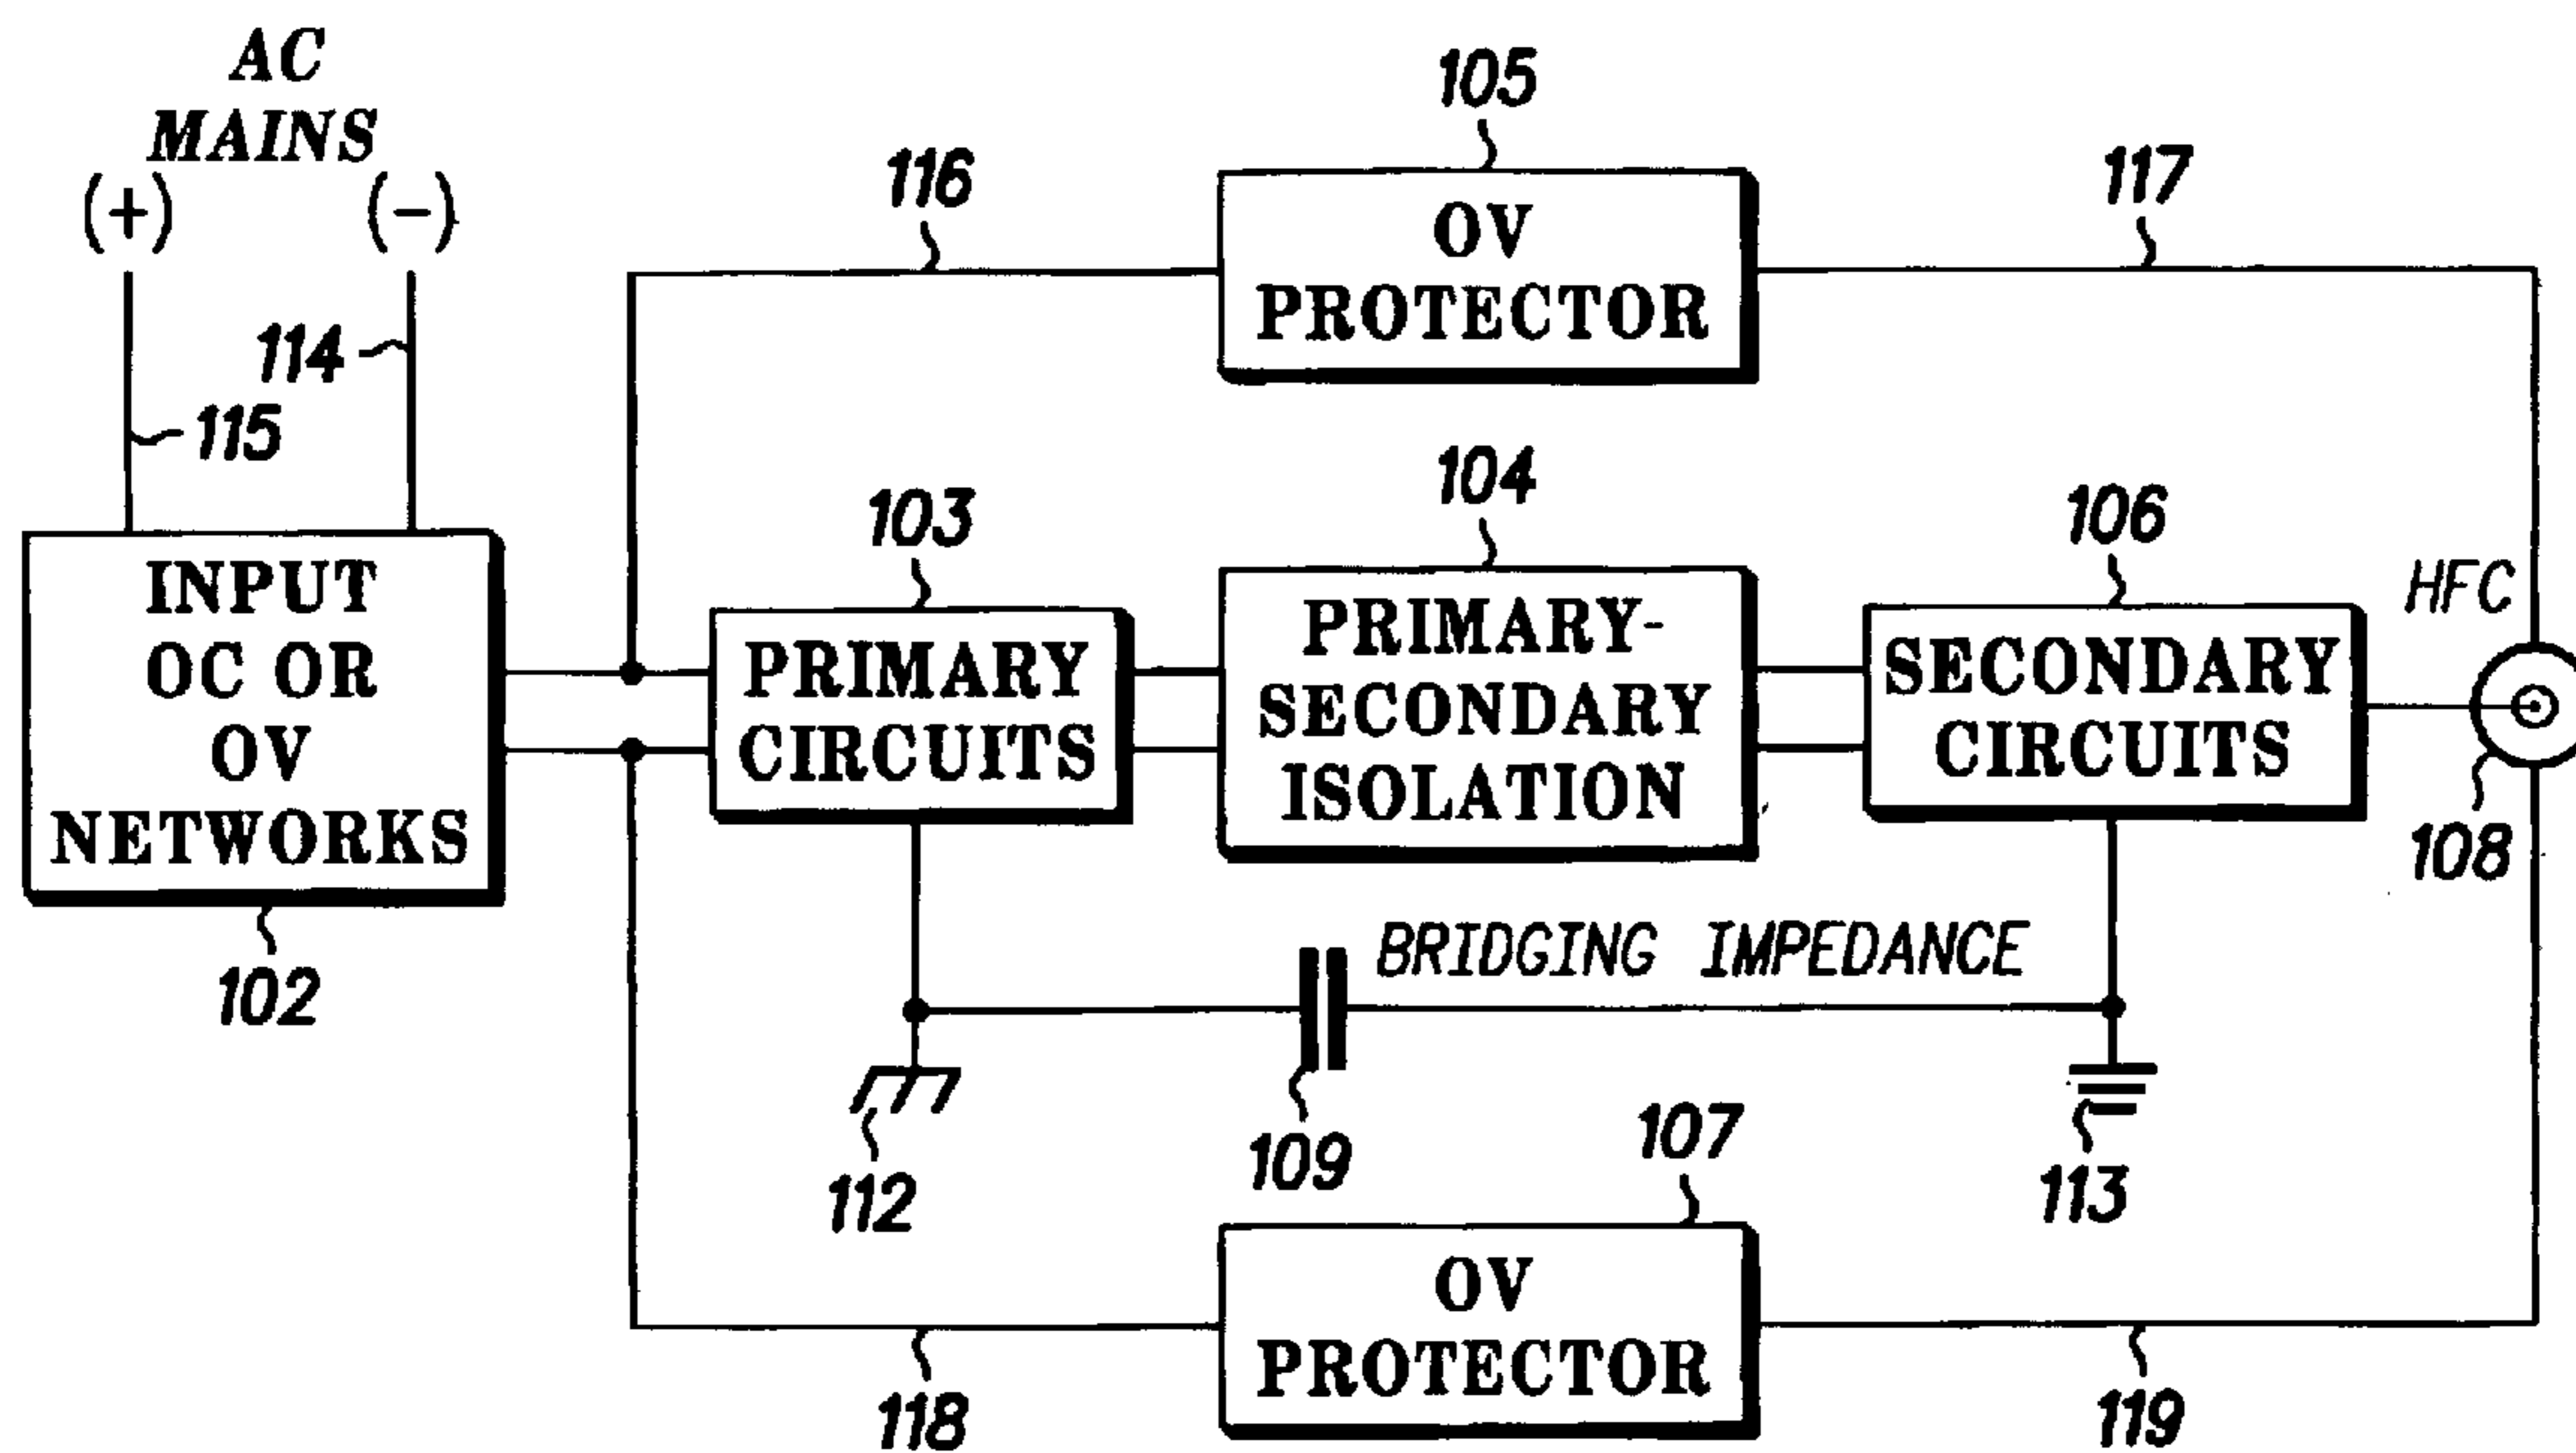 AC
MAINS
(+)
(−)
105
116
117
114
115
OV
PROTECTOR
103
104
106
HFC
INPUT
OC OR
OV
NETWORKS
PRIMARY
CIRCUITS
PRIMARY-
SECONDARY
ISOLATION
SECONDARY
CIRCUITS
108
102
BRIDGING IMPEDANCE
109
107
112
113
OV
PROTECTOR
118
119